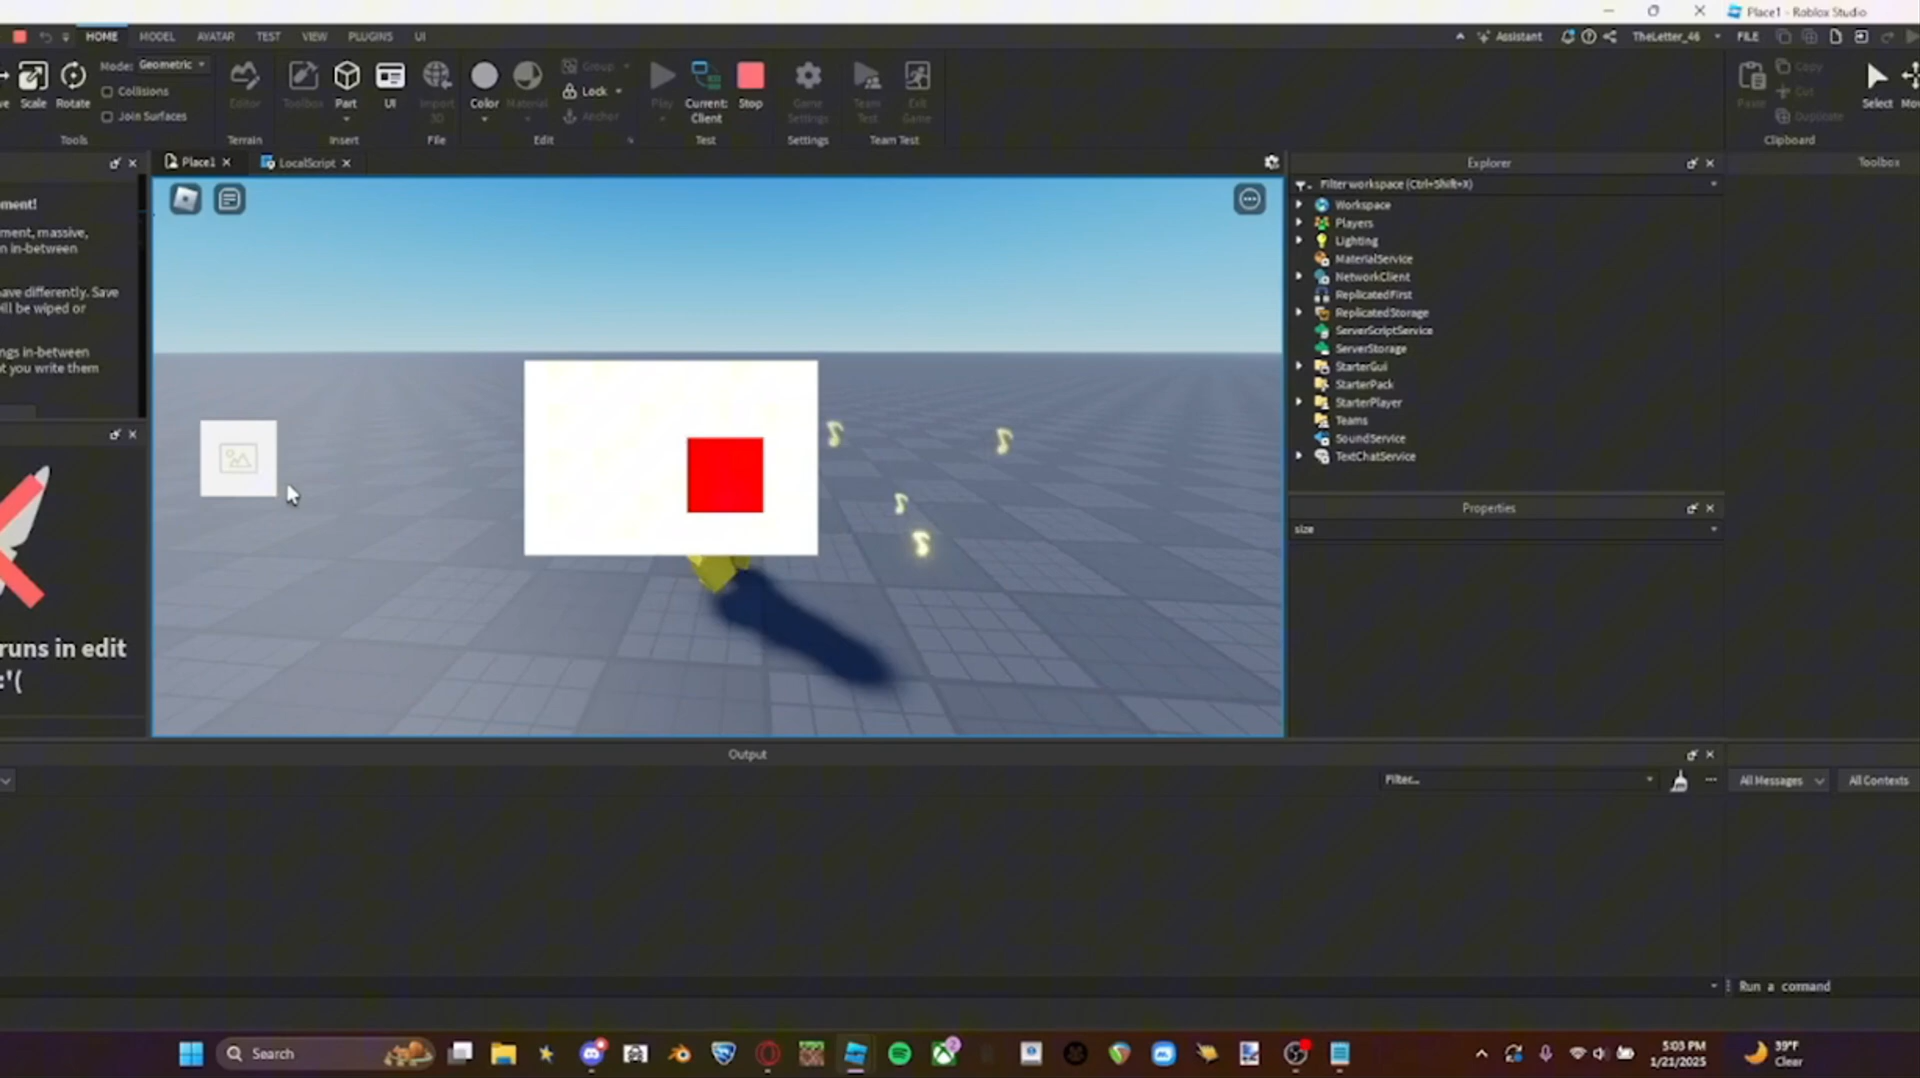 Place1 - Roblox Studio
HOME MODEL AVATAR TEST VIEW PLUGINS UI
Assistant TheLetter_46 FILE
Mode: Geometric
Collisions
Join Surfaces
Scale Rotate
Tools
Editor
Terrain
Toolbox Part UI Import 3D
Insert File
Color Material
Group
Lock
Anchor
Edit
Play Current: Client Stop
Test
Game Settings
Settings
Team Test Exit Game
Team Test
Paste
Copy
Cut
Duplicate
Clipboard
Select
Place1 LocalScript
Explorer
Toolbox
Filter workspace (Ctrl+Shift+X)
Workspace
Players
Lighting
MaterialService
NetworkClient
ReplicatedFirst
ReplicatedStorage
ServerScriptService
ServerStorage
StarterGui
StarterPack
StarterPlayer
Teams
SoundService
TextChatService
Properties
size
ment!
ment, massive,
n in-between
ave differently. Save
ill be wiped or
ngs in-between
t you write them
runs in edit
:'(
Output
Filter...
All Messages
All Contexts
Run a command
Search
2
5:03 PM
1/21/2025
39°F
Clear